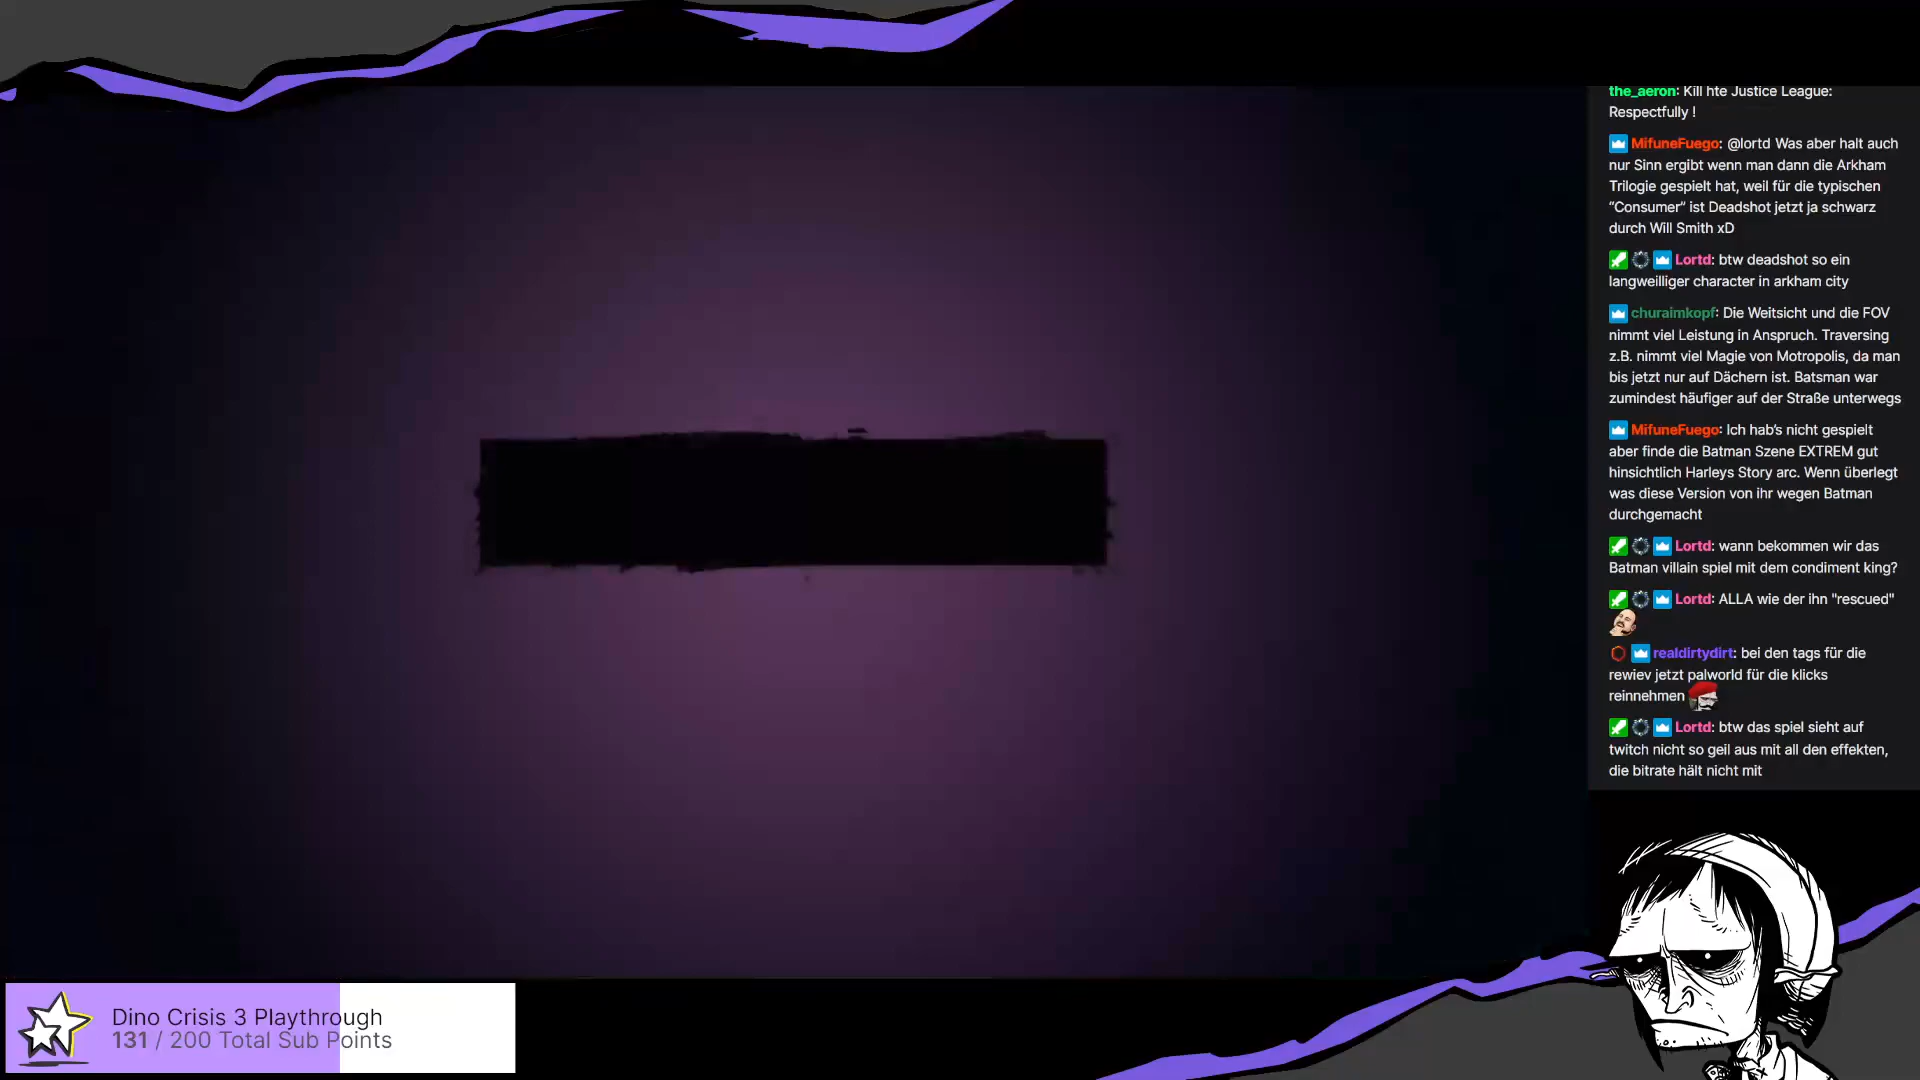 the_aeron: Kill hte Justice League:
Respectfully !
MifuneFuego: @lortd Was aber halt auch
nur Sinn ergibt wenn man dann die Arkham
Trilogie gespielt hat, weil für die typischen
“Consumer” ist Deadshot jetzt ja schwarz
durch Will Smith xD
Lortd: btw deadshot so ein
langweilliger character in arkham city
churaimkopf: Die Weitsicht und die FOV
nimmt viel Leistung in Anspruch. Traversing
z.B. nimmt viel Magie von Motropolis, da man
bis jetzt nur auf Dächern ist. Batsman war
zumindest häufiger auf der Straße unterwegs
MifuneFuego: Ich hab’s nicht gespielt
aber finde die Batman Szene EXTREM gut
hinsichtlich Harleys Story arc. Wenn überlegt
was diese Version von ihr wegen Batman
durchgemacht
Lortd: wann bekommen wir das
Batman villain spiel mit dem condiment king?
Lortd: ALLA wie der ihn "rescued"
realdirtydirt: bei den tags für die
rewiev jetzt palworld für die klicks
reinnehmen
Lortd: btw das spiel sieht auf
twitch nicht so geil aus mit all den effekten,
die bitrate hält nicht mit
Dino Crisis 3 Playthrough
131 / 200 Total Sub Points